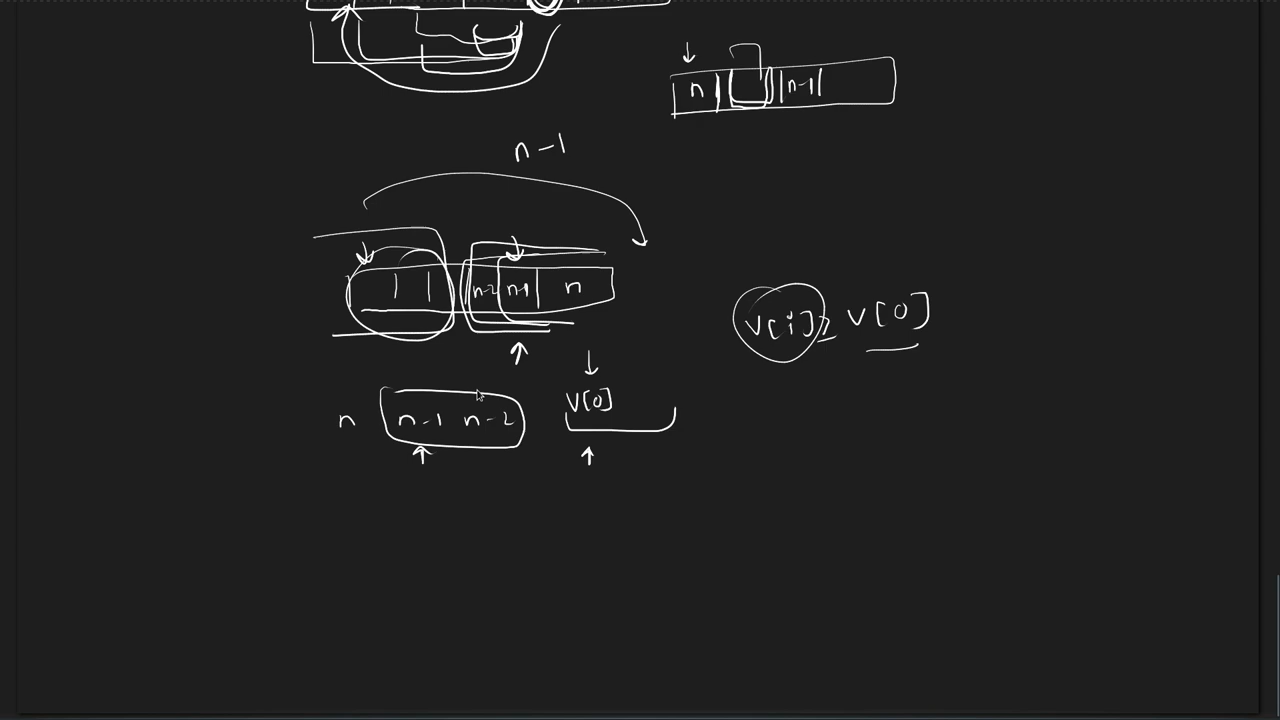 n n-1
n-1
n-2 n-1 n
v[i] ≥ v[0]
v[0]
n n-1 n-2